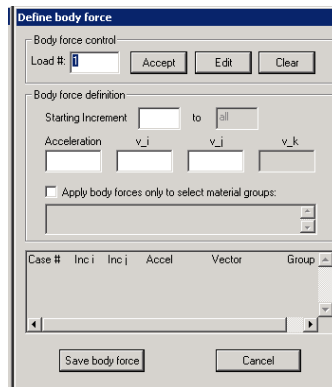 Define body force
Body force control
Load #: 1 Accept Edit Clear
Body force definition
Starting Increment to all
Acceleration v_i v_j v_k
Apply body forces only to select material groups:
Case # Inc i Inc j Accel Vector Group
Save body force Cancel